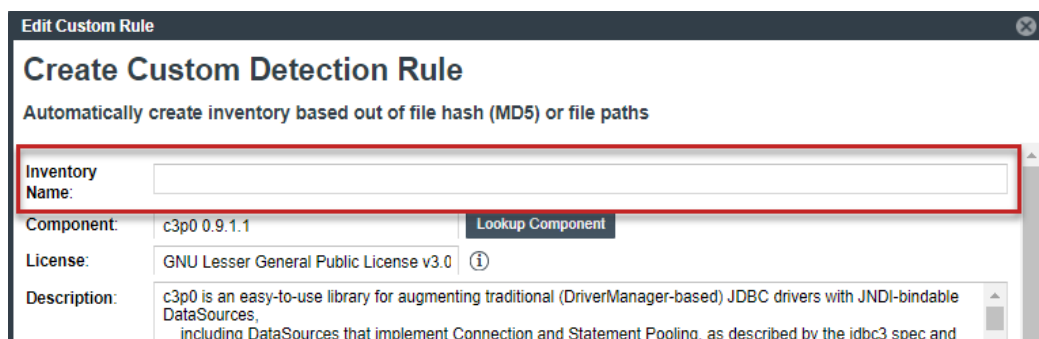 Edit Custom Rule
Create Custom Detection Rule
Automatically create inventory based out of file hash (MD5) or file paths
Inventory
Name:
Component: c3p0 0.9.1.1 Lookup Component
License: GNU Lesser General Public License v3.0
Description: c3p0 is an easy-to-use library for augmenting traditional (DriverManager-based) JDBC drivers with JNDI-bindable
DataSources,
including DataSources that implement Connection and Statement Pooling, as described by the jdbc3 spec and